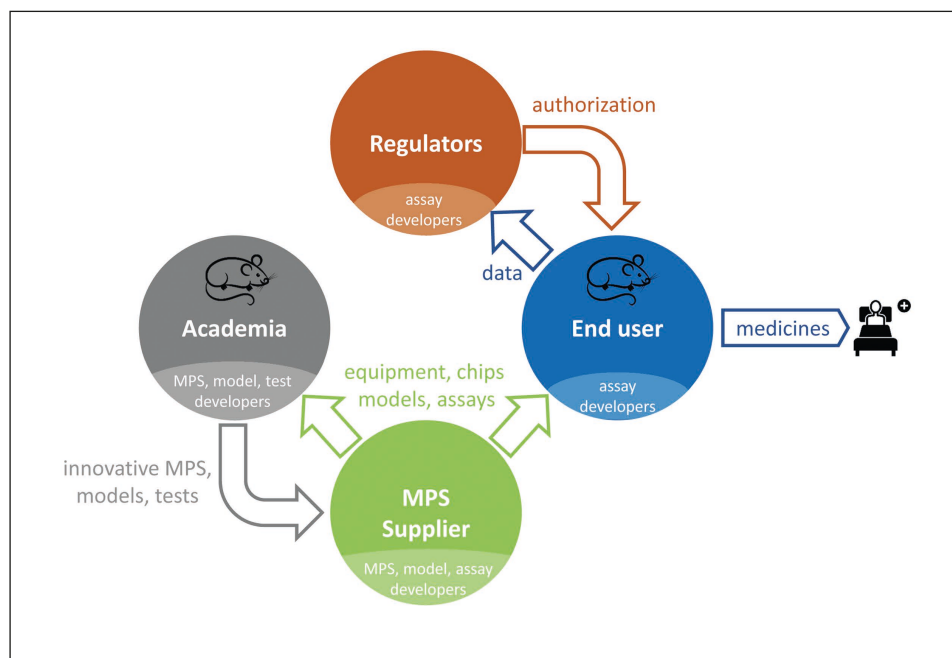 authorization
Regulators
assay
developers
data
Academia
MPS, model, test
developers
End user
assay
developers
medicines
equipment, chips
models, assays
innovative MPS,
models, tests
MPS
Supplier
MPS, model, assay
developers